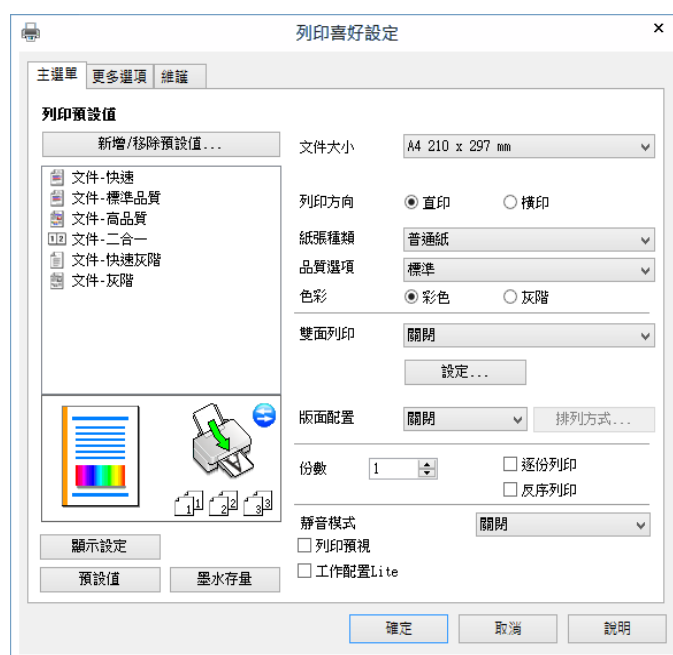 列印喜好設定
主選單 更多選項 維護
列印預設值
新增/移除預設值...
文件-快速
文件-標準品質
文件-高品質
1 2 文件-二合一
文件-快速灰階
文件-灰階
1 1 2 2 3 3
顯示設定
預設值 墨水存量
文件大小 A4 210 x 297 mm
列印方向 直印 橫印
紙張種類 普通紙
品質選項 標準
色彩 彩色 灰階
雙面列印 關閉
設定...
版面配置 關閉 排列方式...
份數 1 逐份列印
反序列印
靜音模式 關閉
列印預視
工作配置Lite
確定 取消 說明